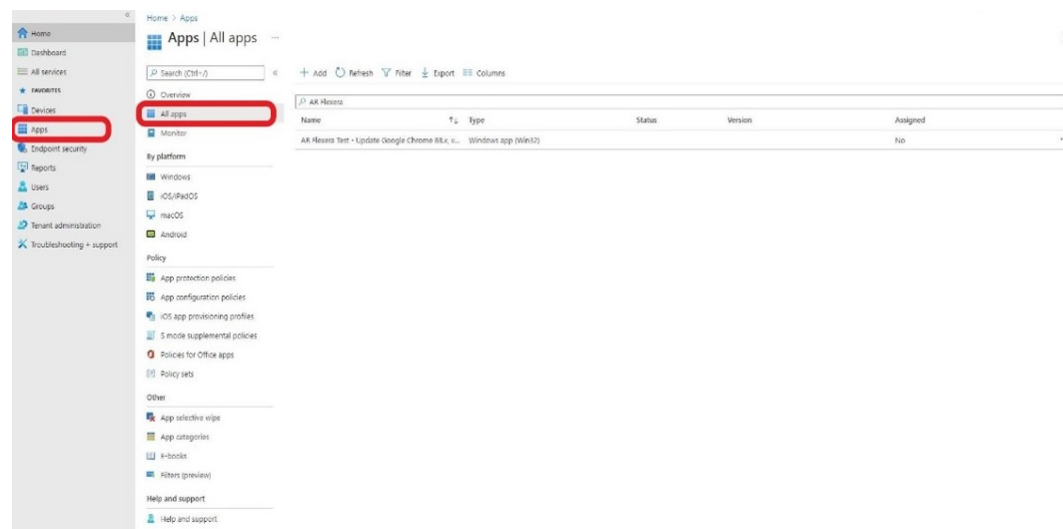 «
Home
Dashboard
All services
FAVORITES
Devices
Apps
Endpoint security
Reports
Users
Groups
Tenant administration
Troubleshooting + support
Home > Apps
Apps | All apps ...
Search (Ctrl+/)
«
Overview
All apps
Monitor
By platform
Windows
iOS/iPadOS
macOS
Android
Policy
App protection policies
App configuration policies
iOS app provisioning profiles
S mode supplemental policies
Policies for Office apps
Policy sets
Other
App selective wipe
App categories
E-books
Filters (preview)
Help and support
Help and support
+ Add Refresh Filter Export Columns
AR Flexera
Name ↑↓ Type Status Version Assigned
AR Flexera Test - Update Google Chrome 88.x, v... Windows app (Win32) No